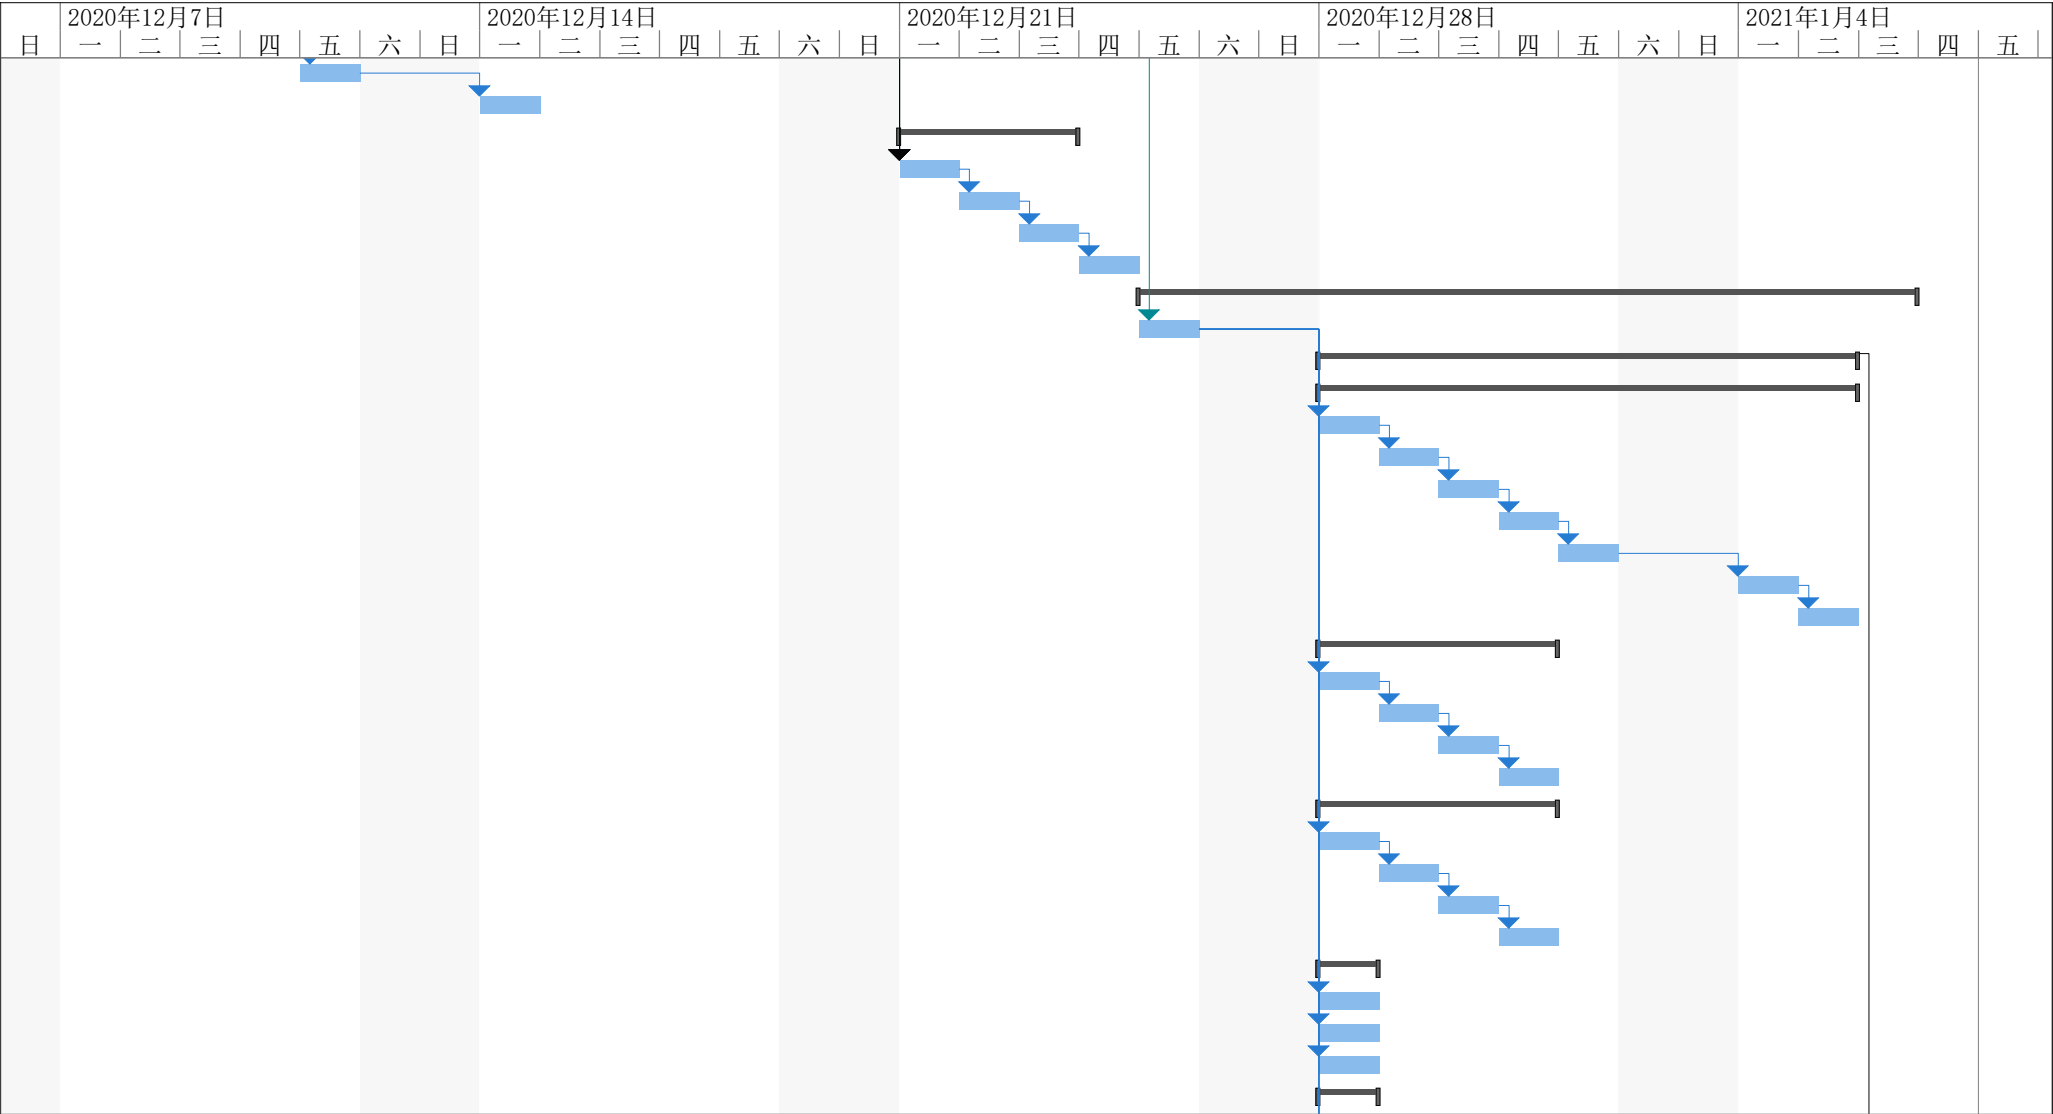 2020年12月7日 2020年12月14日 2020年12月21日 2020年12月28日 2021年1月4日
日 一 二 三 四 五 六 日 一 二 三 四 五 六 日 一 二 三 四 五 六 日 一 二 三 四 五 六 日 一 二 三 四 五